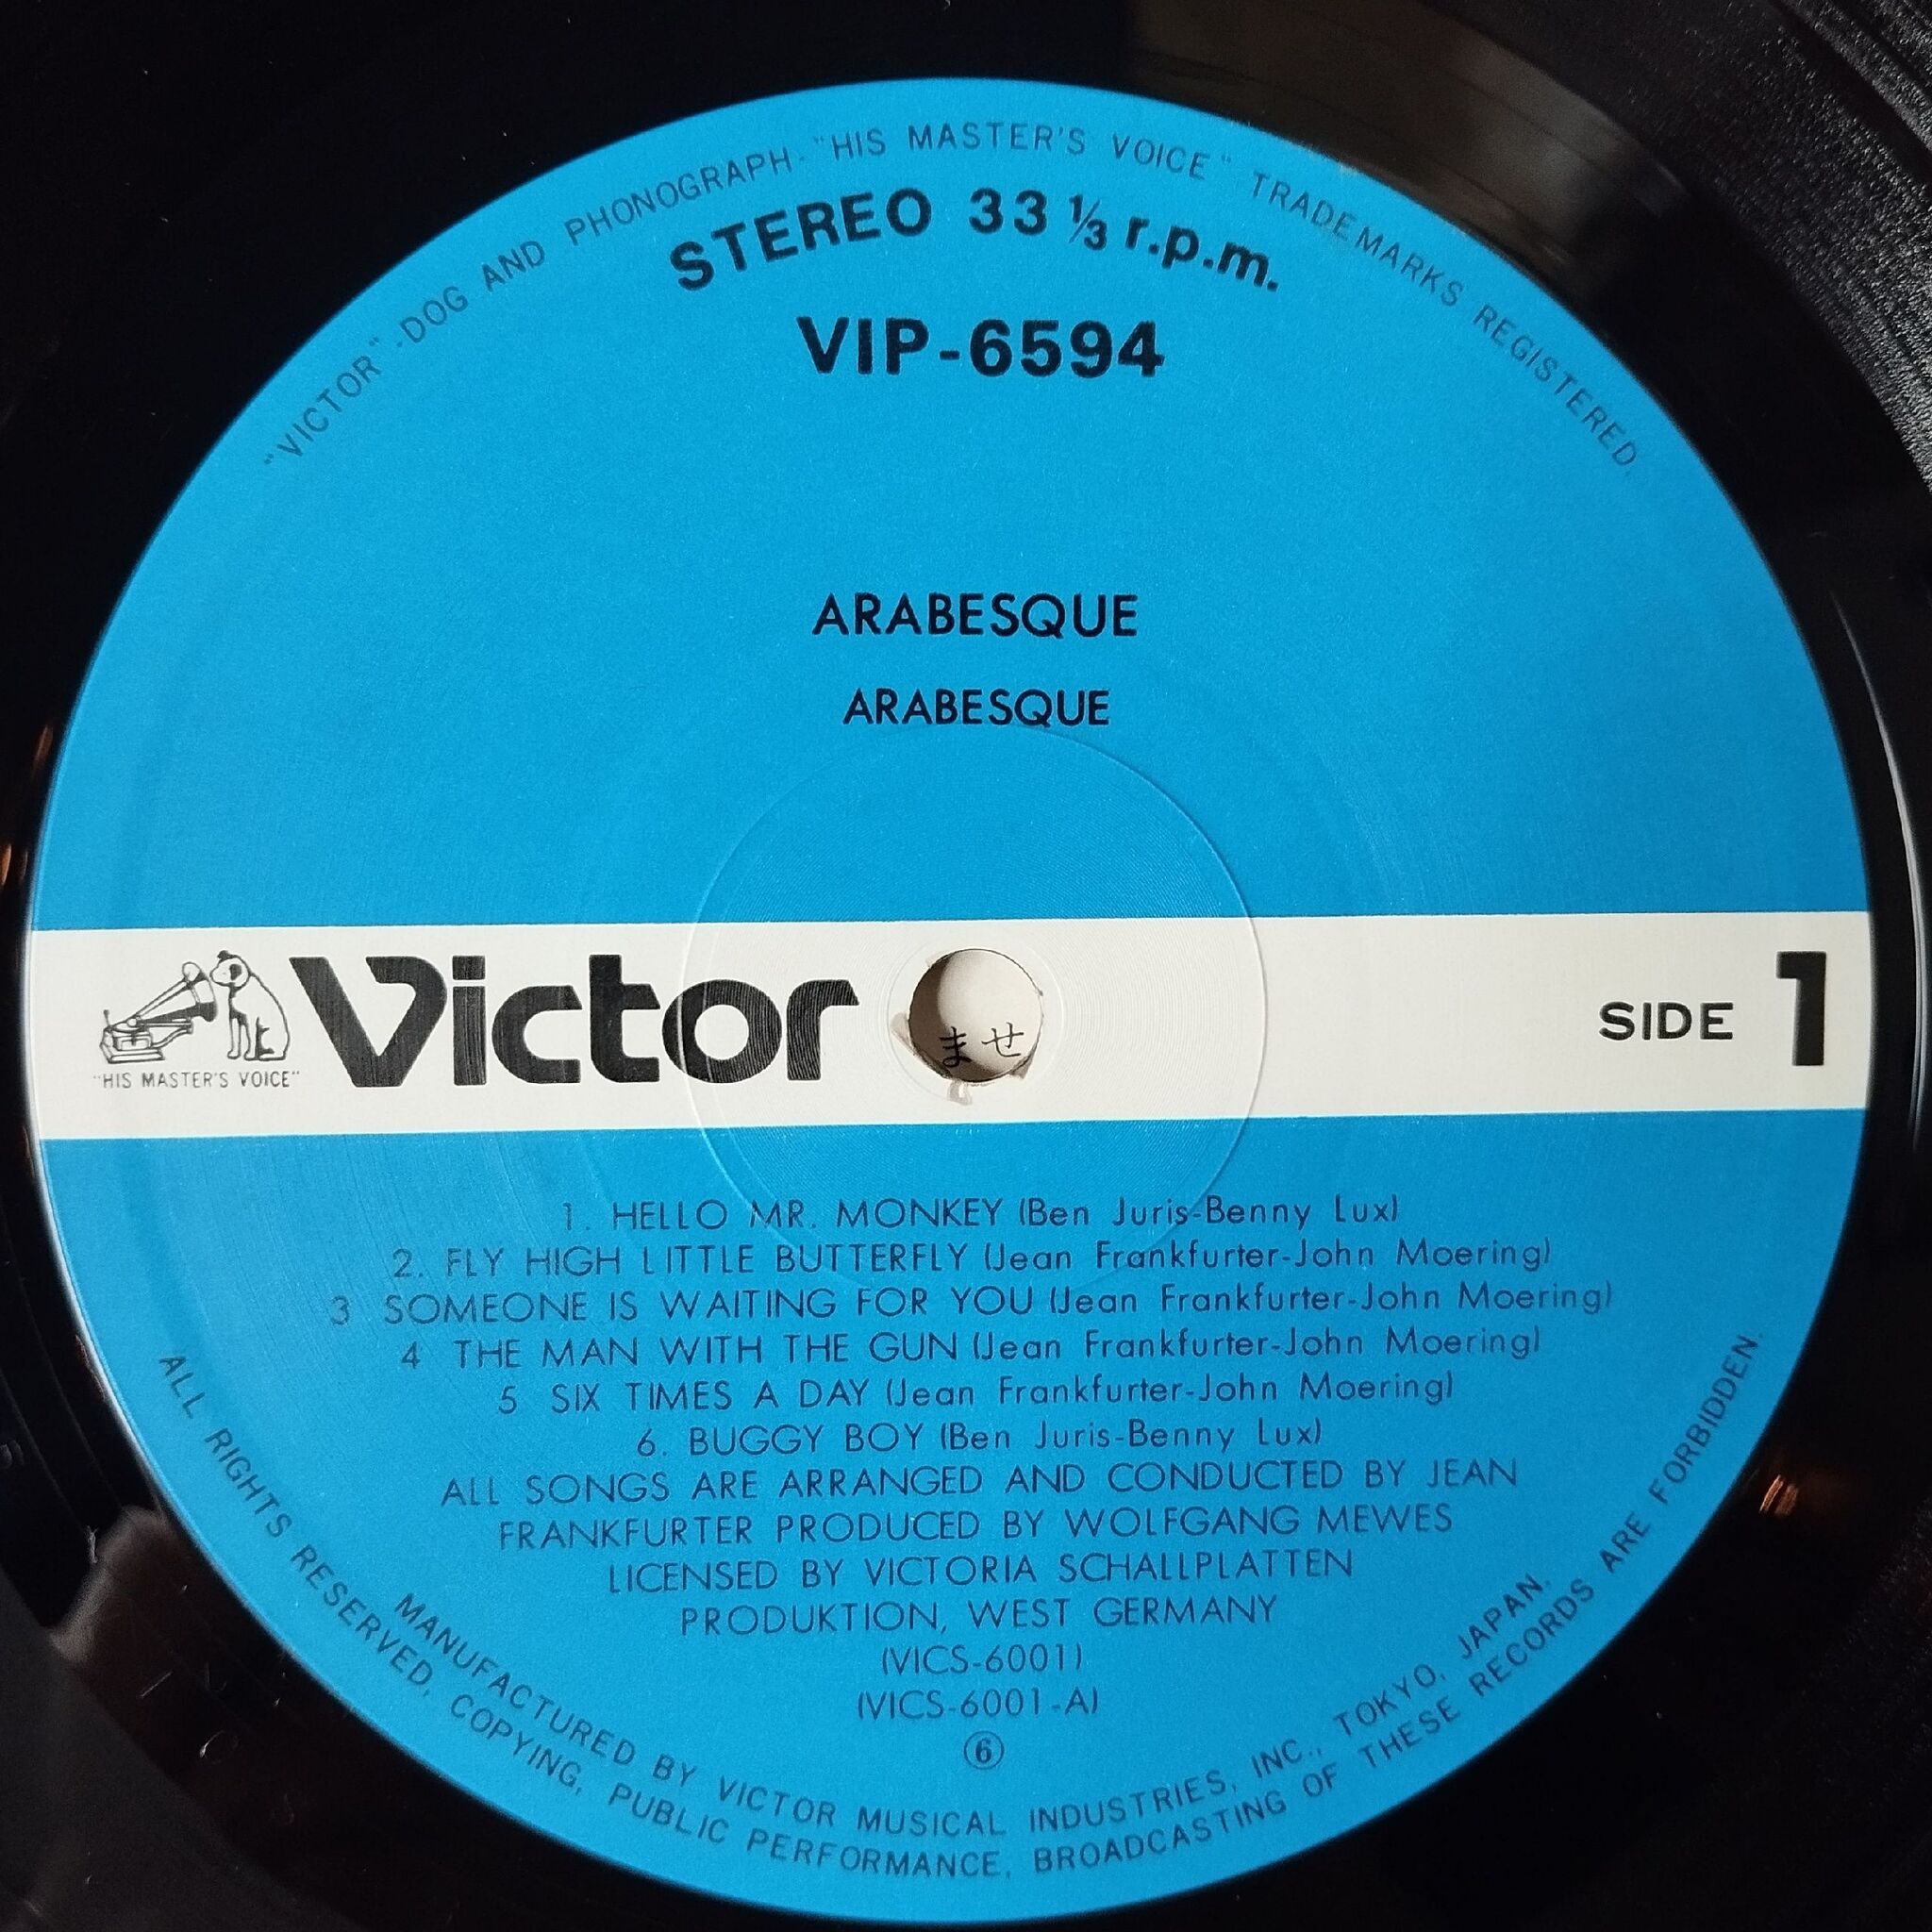 "VICTOR"·DOG AND PHONOGRAPH·"HIS MASTER'S VOICE" TRADEMARKS REGISTERED
STEREO 33 ⅓ r.p.m.
VIP-6594
ARABESQUE
ARABESQUE
Victor
"HIS MASTER'S VOICE"
ませ
SIDE 1
1. HELLO MR. MONKEY (Ben Juris-Benny Lux)
2. FLY HIGH LITTLE BUTTERFLY (Jean Frankfurter-John Moering)
3 SOMEONE IS WAITING FOR YOU (Jean Frankfurter-John Moering)
4 THE MAN WITH THE GUN (Jean Frankfurter-John Moering)
5 SIX TIMES A DAY (Jean Frankfurter-John Moering)
6. BUGGY BOY (Ben Juris-Benny Lux)
ALL SONGS ARE ARRANGED AND CONDUCTED BY JEAN
FRANKFURTER PRODUCED BY WOLFGANG MEWES
LICENSED BY VICTORIA SCHALLPLATTEN
PRODUKTION, WEST GERMANY
(VICS-6001)
(VICS-6001-A)
⑥
MANUFACTURED BY VICTOR MUSICAL INDUSTRIES, INC., TOKYO, JAPAN.
ALL RIGHTS RESERVED, COPYING, PUBLIC PERFORMANCE, BROADCASTING OF THESE RECORDS ARE FORBIDDEN.